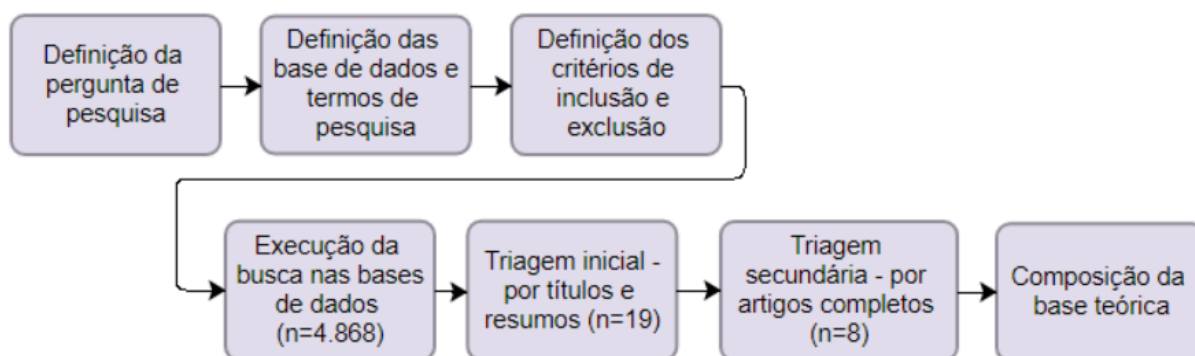 Definição da
pergunta de
pesquisa
Definição das
base de dados e
termos de
pesquisa
Definição dos
critérios de
inclusão e
exclusão
Execução da
busca nas bases
de dados
(n=4.868)
Triagem inicial -
por títulos e
resumos (n=19)
Triagem
secundária - por
artigos completos
(n=8)
Composição da
base teórica